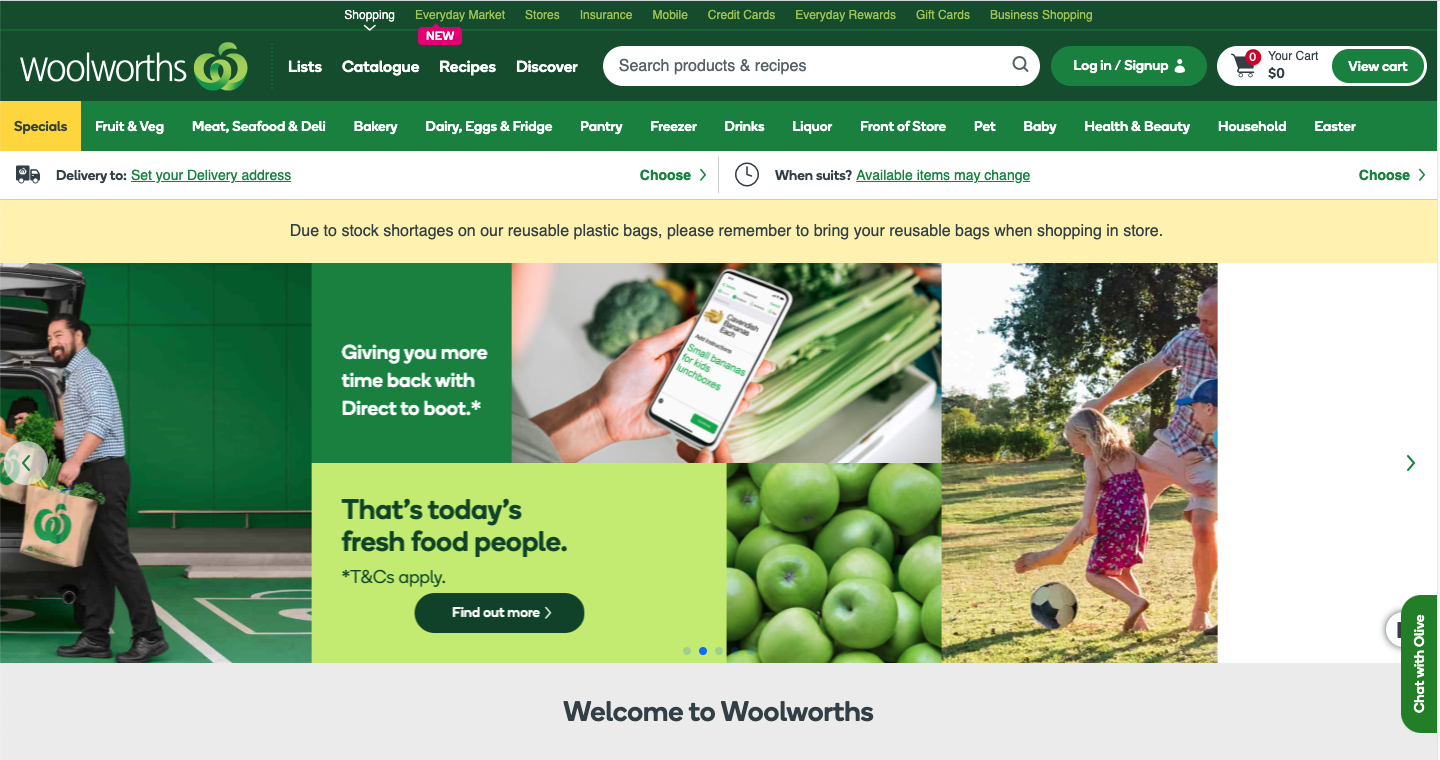 Shopping Everyday Market Stores Insurance Mobile Credit Cards Everyday Rewards Gift Cards Business Shopping
NEW
Woolworths Lists Catalogue Recipes Discover Search products & recipes Log in / Signup 0 Your Cart $0 View cart
Specials Fruit & Veg Meat, Seafood & Deli Bakery Dairy, Eggs & Fridge Pantry Freezer Drinks Liquor Front of Store Pet Baby Health & Beauty Household Easter
Delivery to: Set your Delivery address Choose When suits? Available items may change Choose
Due to stock shortages on our reusable plastic bags, please remember to bring your reusable bags when shopping in store.
Giving you more
time back with
Direct to boot.*
Cavendish
Bananas
Each
Add Instructions
Small bananas
for kids
lunchboxes
That's today's
fresh food people.
*T&Cs apply.
Find out more
Chat with Olive
Welcome to Woolworths